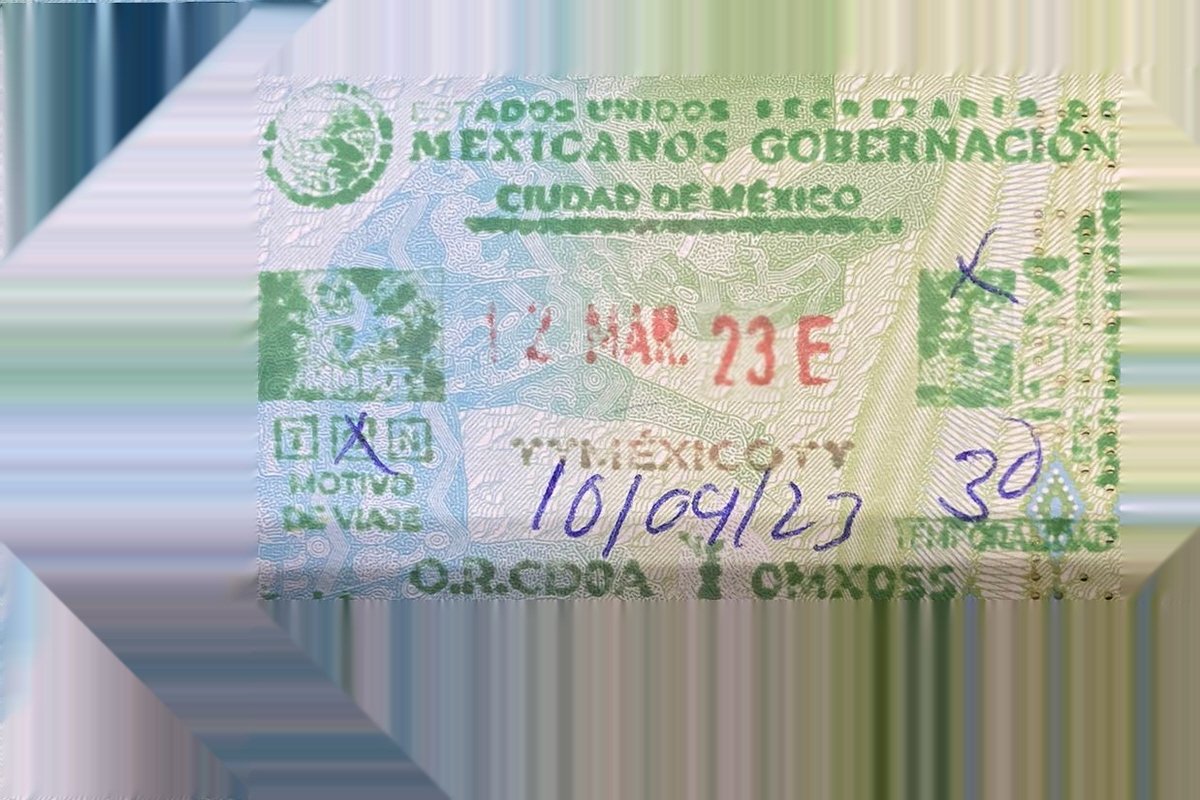 ESTADOS UNIDOS SECRETARÍA DE
MEXICANOS GOBERNACIÓN
CIUDAD DE MÉXICO
12 MAR. 23 E
MÉXICO
MOTIVO
DE VIAJE
10/04/23
30
TEMPORALIDAD